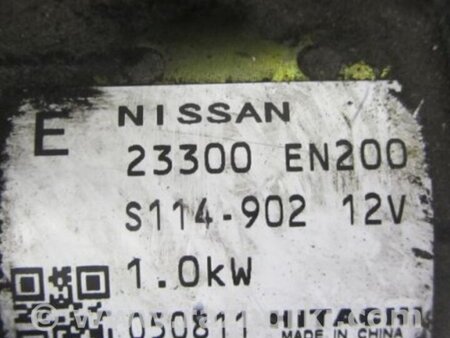 E NISSAN
23300 EN200
S114-902 12V
1.0kW
050811 HITACHI
MADE IN CHINA